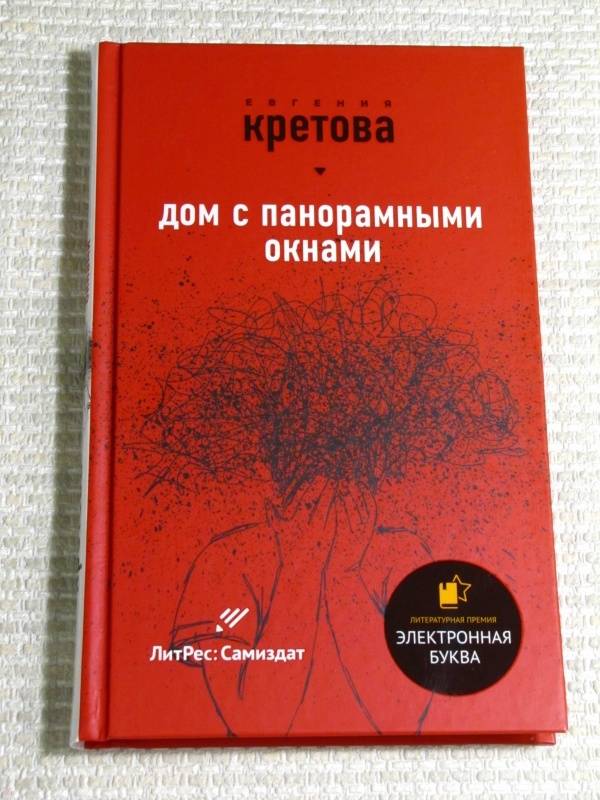 ЕВГЕНИЯ
кретова
дом с панорамными
окнами
ЛитРес: Самиздат
ЛИТЕРАТУРНАЯ ПРЕМИЯ
ЭЛЕКТРОННАЯ
БУКВА